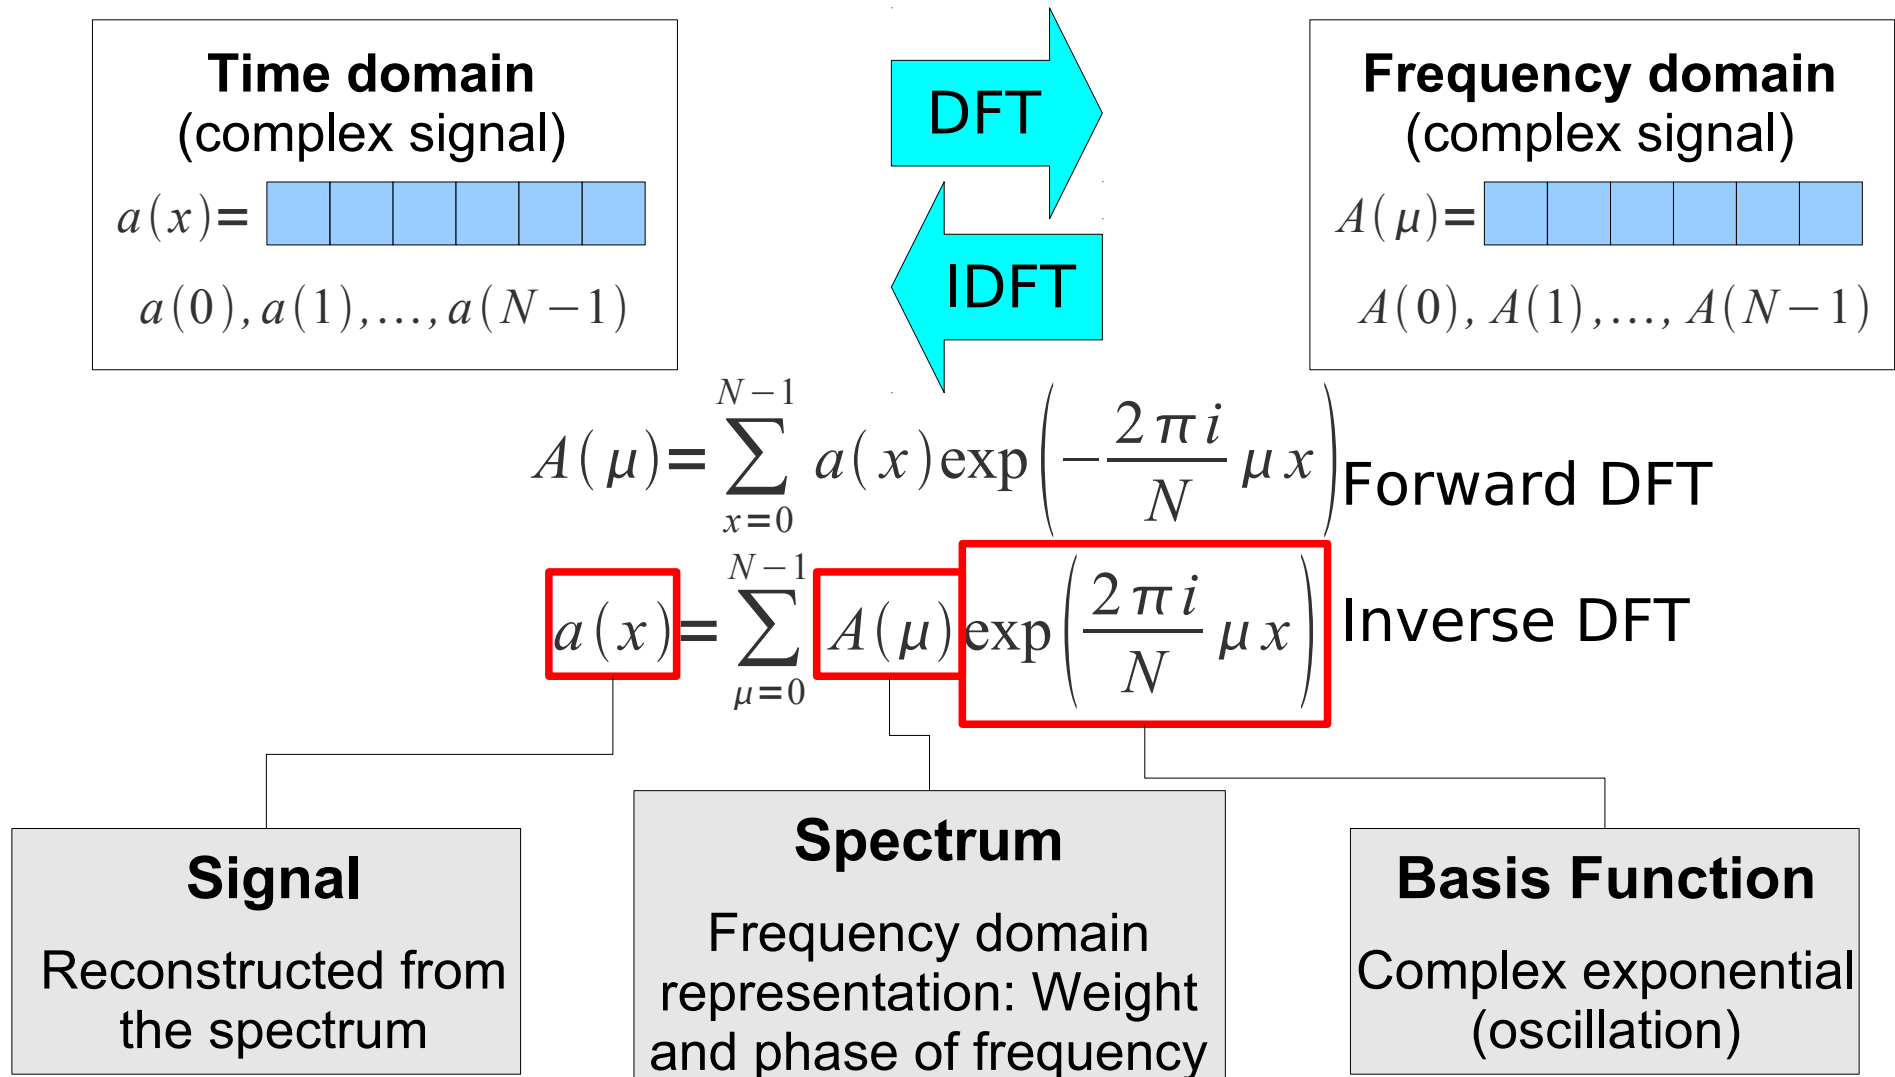 Time domain
(complex signal)
a(x)=
a(0), a(1),..., a(N−1)
DFT
IDFT
Frequency domain
(complex signal)
A(μ)=
A(0), A(1),..., A(N−1)
A(μ)=∑_{x=0}^{N−1} a(x)exp(−\frac{2πi}{N}μx) Forward DFT
a(x)=∑_{μ=0}^{N−1} A(μ)exp(\frac{2πi}{N}μx) Inverse DFT
Signal
Reconstructed from
the spectrum
Spectrum
Frequency domain
representation: Weight
and phase of frequency
Basis Function
Complex exponential
(oscillation)